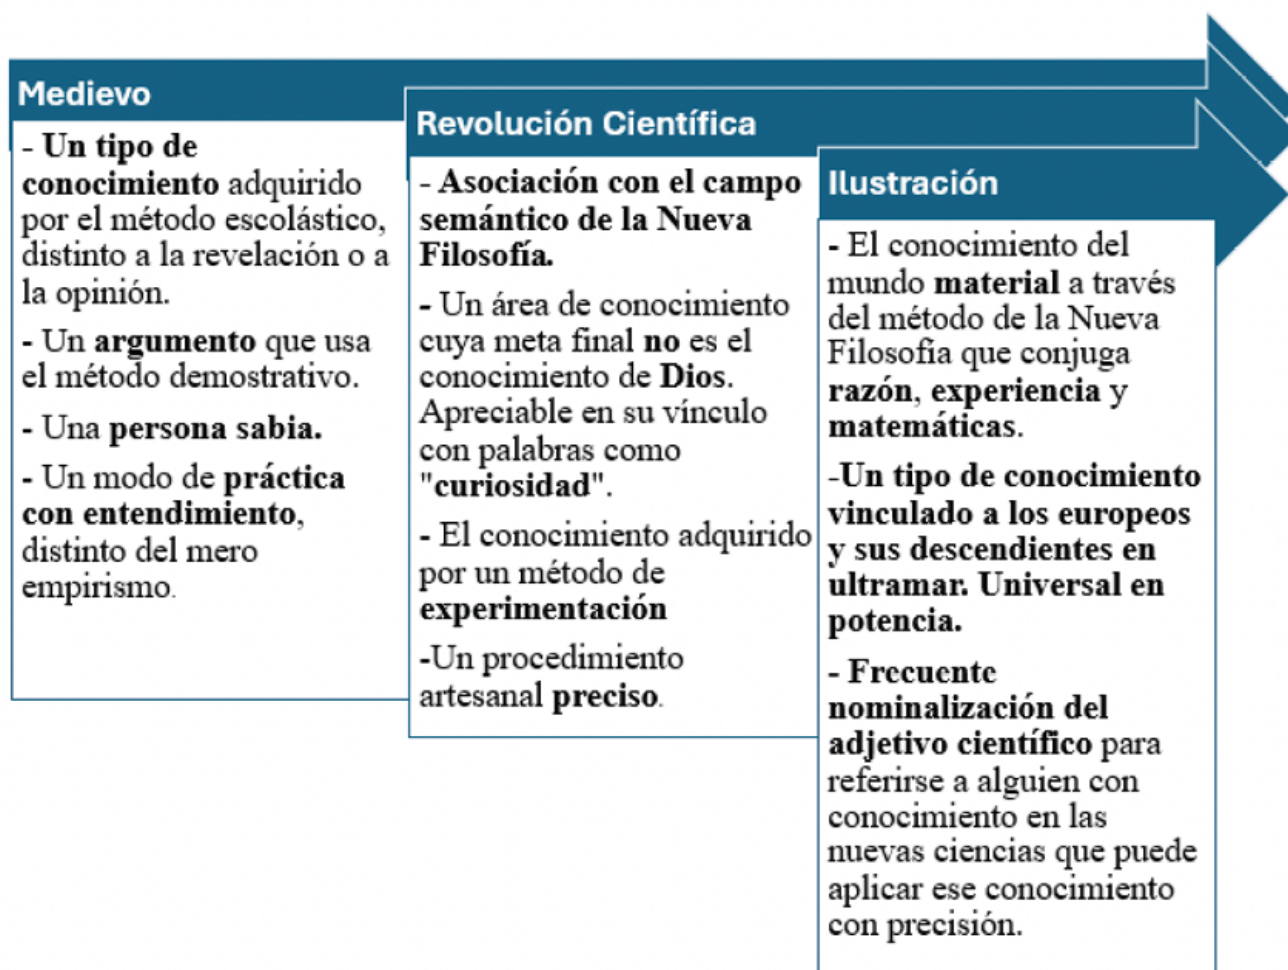 Medievo
- Un tipo de
conocimiento adquirido
por el método escolástico,
distinto a la revelación o a
la opinión.
- Un argumento que usa
el método demostrativo.
- Una persona sabia.
- Un modo de práctica
con entendimiento,
distinto del mero
empirismo.
Revolución Científica
- Asociación con el campo
semántico de la Nueva
Filosofía.
- Un área de conocimiento
cuya meta final no es el
conocimiento de Dios.
Apreciable en su vínculo
con palabras como
"curiosidad".
- El conocimiento adquirido
por un método de
experimentación
-Un procedimiento
artesanal preciso.
Ilustración
- El conocimiento del
mundo material a través
del método de la Nueva
Filosofía que conjuga
razón, experiencia y
matemáticas.
-Un tipo de conocimiento
vinculado a los europeos
y sus descendientes en
ultramar. Universal en
potencia.
- Frecuente
nominalización del
adjetivo científico para
referirse a alguien con
conocimiento en las
nuevas ciencias que puede
aplicar ese conocimiento
con precisión.